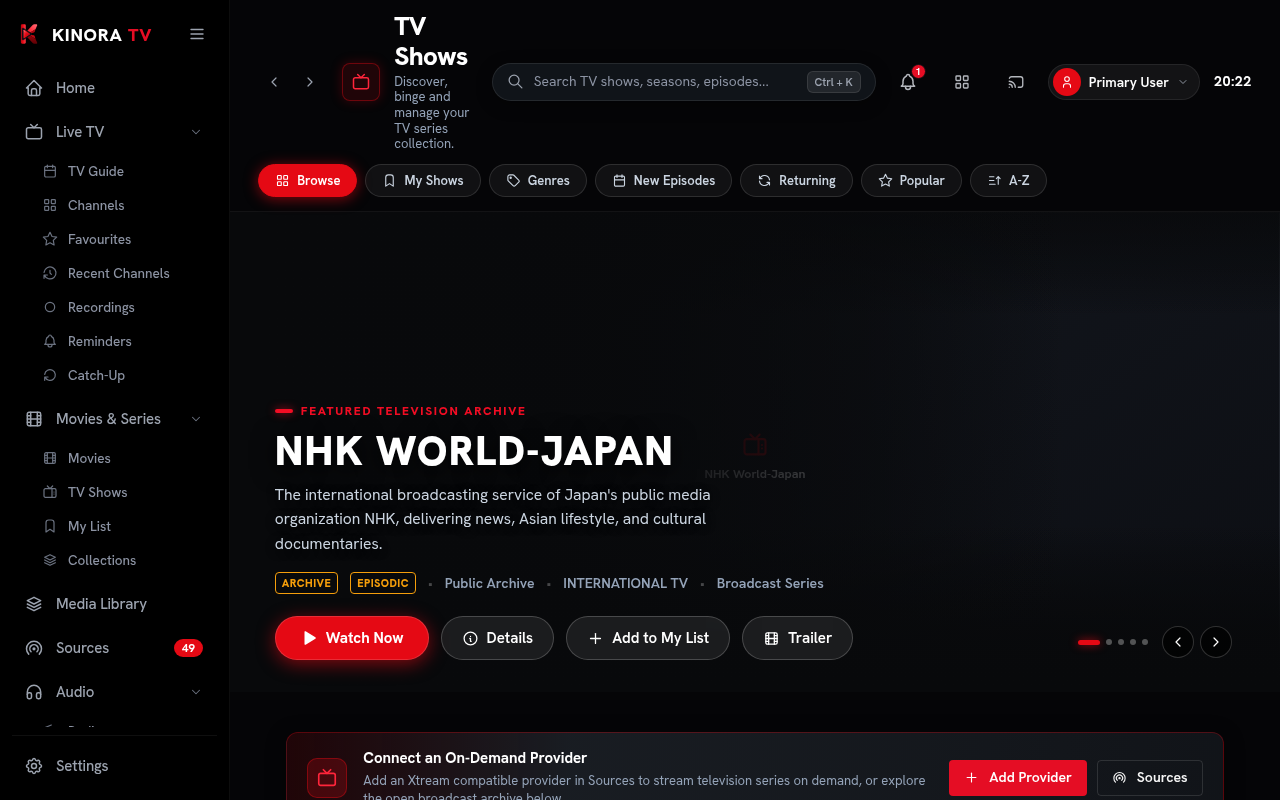 KINORA TV
Home
Live TV
TV Guide
Channels
Favourites
Recent Channels
Recordings
Reminders
Catch-Up
Movies & Series
Movies
TV Shows
My List
Collections
Media Library
Sources
49
Audio
Settings
TV
Shows
Discover,
binge and
manage your
TV series
collection.
Search TV shows, seasons, episodes...
Ctrl + K
1
Primary User
20:22
Browse
My Shows
Genres
New Episodes
Returning
Popular
A-Z
FEATURED TELEVISION ARCHIVE
NHK WORLD-JAPAN
NHK World-Japan
The international broadcasting service of Japan's public media
organization NHK, delivering news, Asian lifestyle, and cultural
documentaries.
ARCHIVE
EPISODIC
Public Archive
INTERNATIONAL TV
Broadcast Series
Watch Now
Details
Add to My List
Trailer
Connect an On-Demand Provider
Add an Xtream compatible provider in Sources to stream television series on demand, or explore
the open broadcast archive below.
Add Provider
Sources